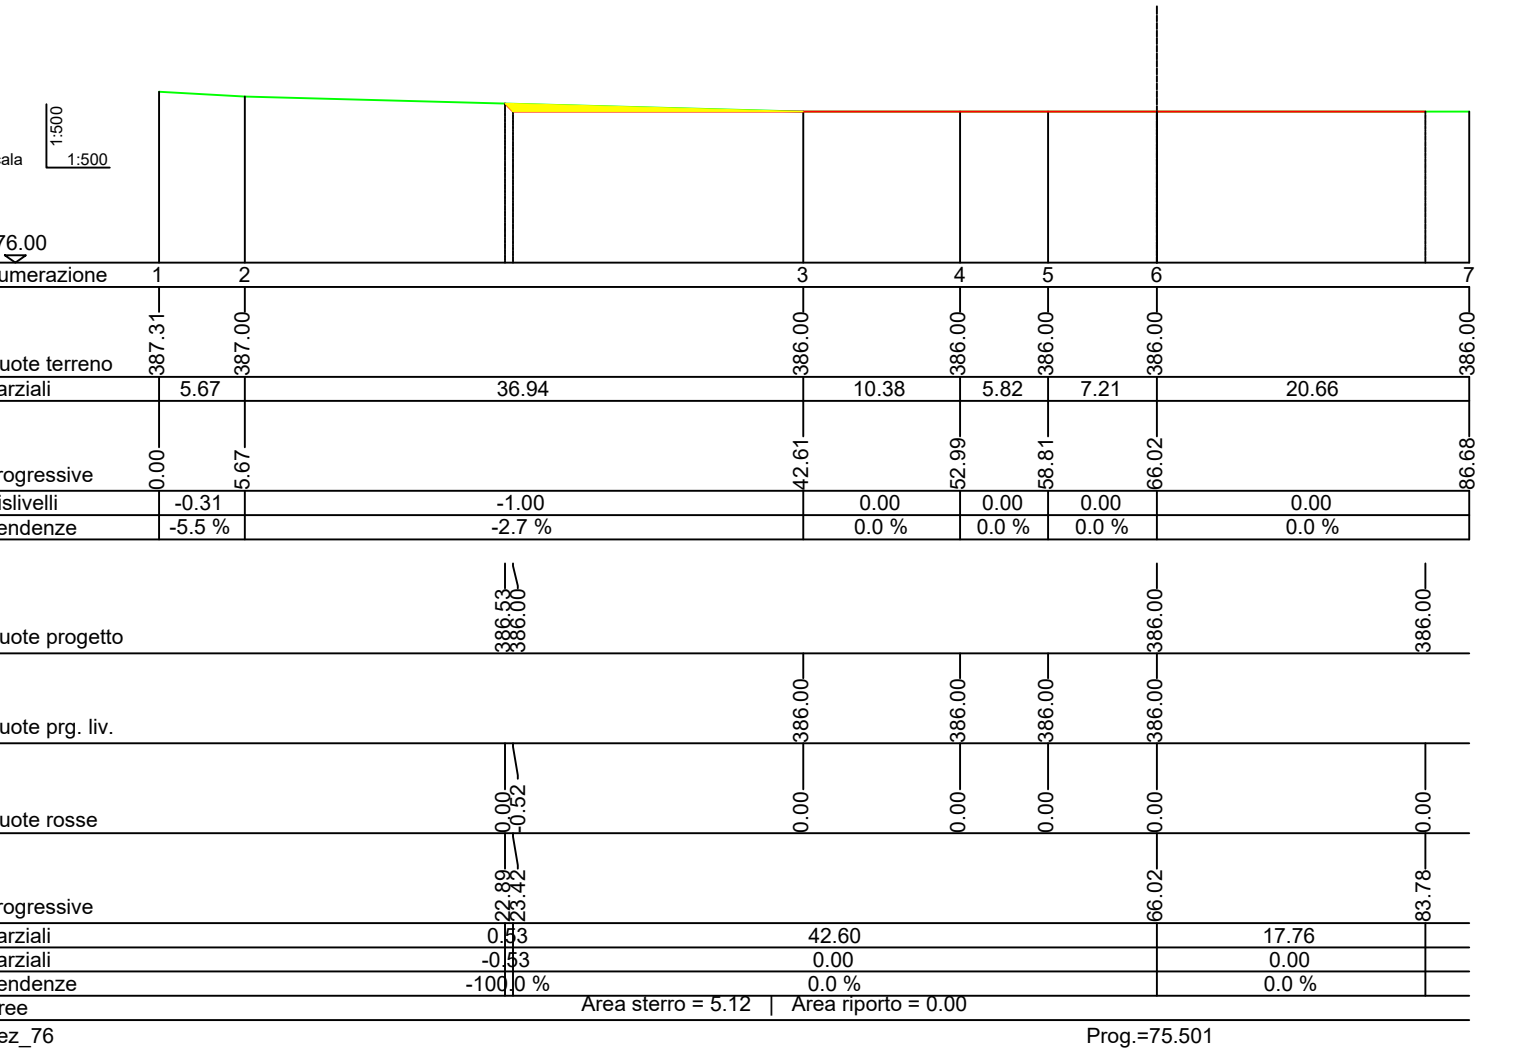 1:500
ala 1:500
76.00
umerazione 1 2 3 4 5 6 7
uote terreno 387.31 387.00 386.00 386.00 386.00 386.00 386.00
arziali 5.67 36.94 10.38 5.82 7.21 20.66
rogressive 0.00 5.67 42.61 52.99 58.81 66.02 86.68
islivelli -0.31 -1.00 0.00 0.00 0.00 0.00
endenze -5.5 % -2.7 % 0.0 % 0.0 % 0.0 % 0.0 %
uote progetto 386.53 386.00 386.00 386.00
uote prg. liv. 386.00 386.00 386.00 386.00
uote rosse 0.00 -0.52 0.00 0.00 0.00 0.00 0.00
rogressive 22.89 23.42 66.02 83.78
arziali 0.53 42.60 17.76
arziali -0.53 0.00 0.00
endenze -100.0 % 0.0 % 0.0 %
ree Area sterro = 5.12 | Area riporto = 0.00
ez_76 Prog.=75.501